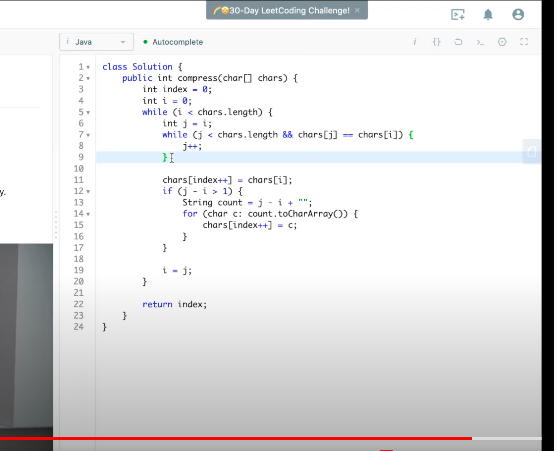 30-Day LeetCoding Challenge! ×
i Java
Autocomplete
i {} >_
1 class Solution {
2 public int compress(char[] chars) {
3 int index = 0;
4 int i = 0;
5 while (i < chars.length) {
6 int j = i;
7 while (j < chars.length && chars[j] == chars[i]) {
8 j++;
9 }
10
11 chars[index++] = chars[i];
12 if (j - i > 1) {
13 String count = j - i + "";
14 for (char c: count.toCharArray()) {
15 chars[index++] = c;
16 }
17 }
18
19 i = j;
20 }
21
22 return index;
23 }
24 }
y.